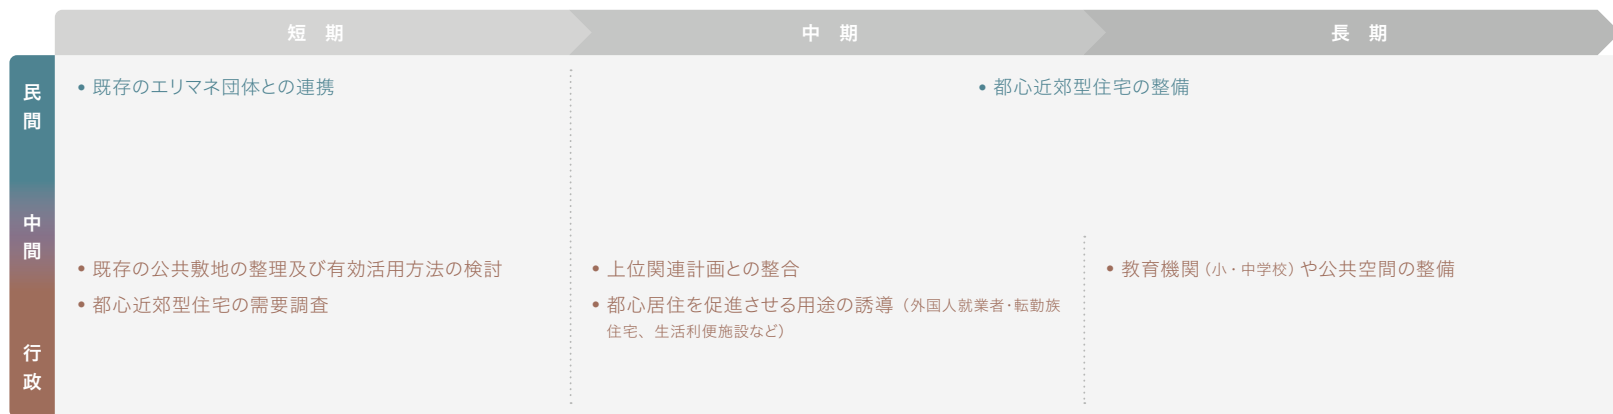 短 期
中 期
長 期
民間
• 既存のエリマネ団体との連携
• 都心近郊型住宅の整備
中間
• 既存の公共敷地の整理及び有効活用方法の検討
• 都心近郊型住宅の需要調査
• 上位関連計画との整合
• 都心居住を促進させる用途の誘導（外国人就業者・転勤族
住宅、生活利便施設など）
• 教育機関（小・中学校）や公共空間の整備
行政